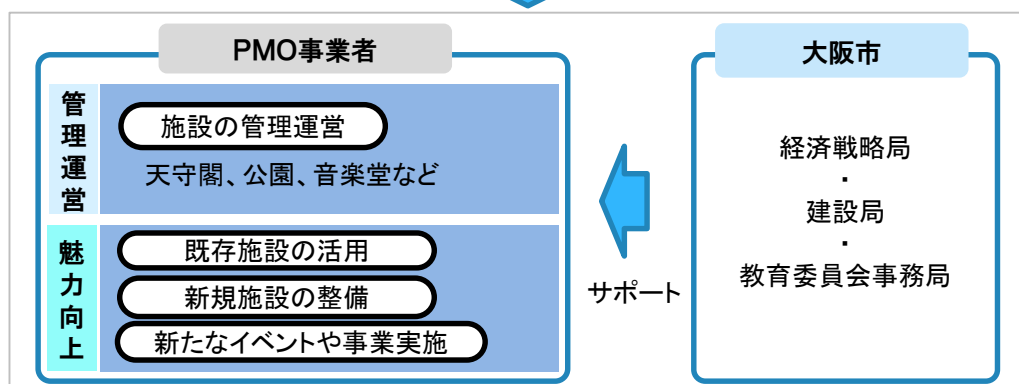 PMO事業者
管理運営
施設の管理運営
天守閣、公園、音楽堂など
魅力向上
既存施設の活用
新規施設の整備
新たなイベントや事業実施
サポート
大阪市
経済戦略局
・
建設局
・
教育委員会事務局